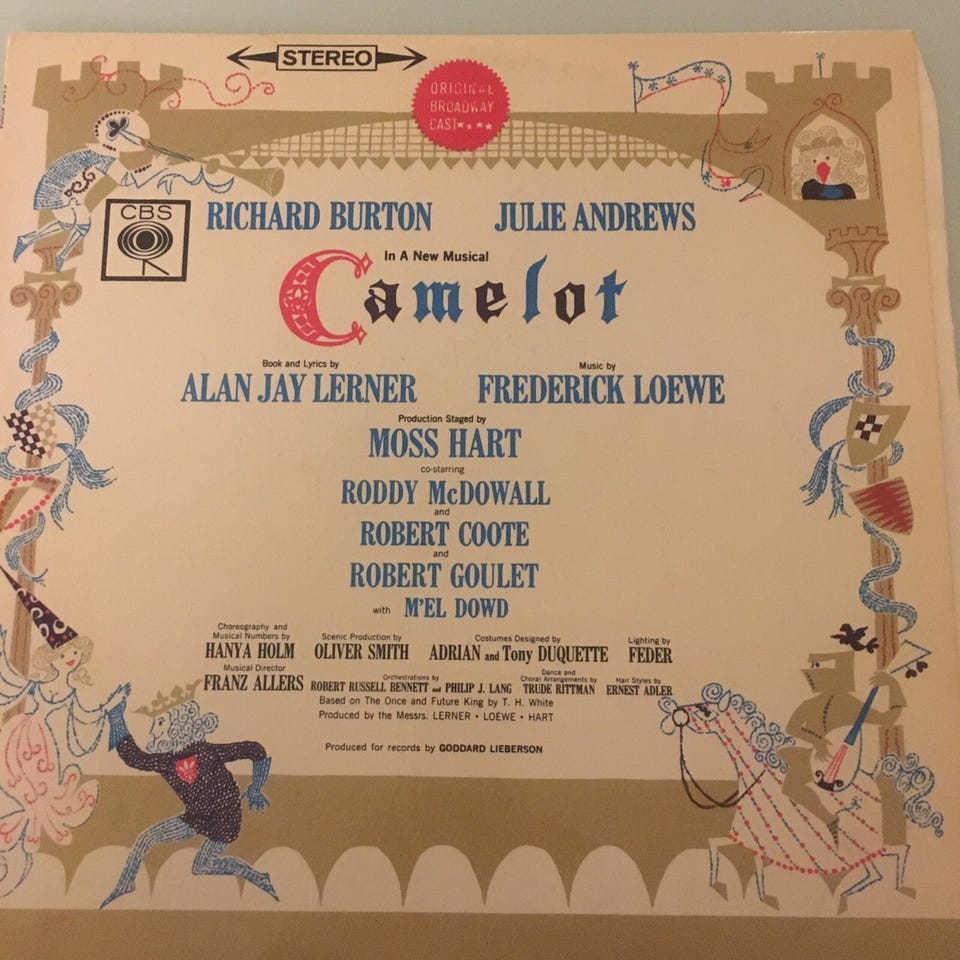 STEREO
ORIGINAL
BROADWAY
CAST★★★★
CBS
RICHARD BURTON JULIE ANDREWS
In A New Musical
Camelot
Book and Lyrics by Music by
ALAN JAY LERNER FREDERICK LOEWE
Production Staged by
MOSS HART
co-starring
RODDY McDOWALL
and
ROBERT COOTE
and
ROBERT GOULET
with M'EL DOWD
Choreography and
Musical Numbers by
HANYA HOLM
Scenic Production by
OLIVER SMITH
Costumes Designed by
ADRIAN and Tony DUQUETTE
Lighting by
FEDER
Musical Director
FRANZ ALLERS
Orchestrations by
ROBERT RUSSELL BENNETT and PHILIP J. LANG
Dance and
Choral Arrangements by
TRUDE RITTMAN
Hair Styles by
ERNEST ADLER
Based on The Once and Future King by T. H. White
Produced by the Messrs. LERNER • LOEWE • HART
Produced for records by GODDARD LIEBERSON